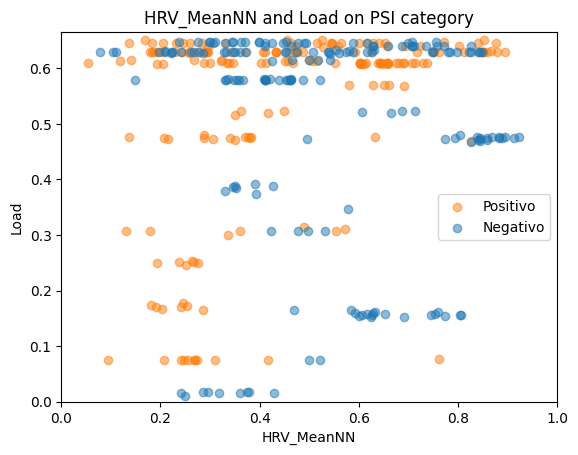 HRV_MeanNN and Load on PSI category
Load
0.6
0.5
0.4
0.3
0.2
0.1
0.0
Positivo
Negativo
0.0 0.2 0.4 0.6 0.8 1.0
HRV_MeanNN